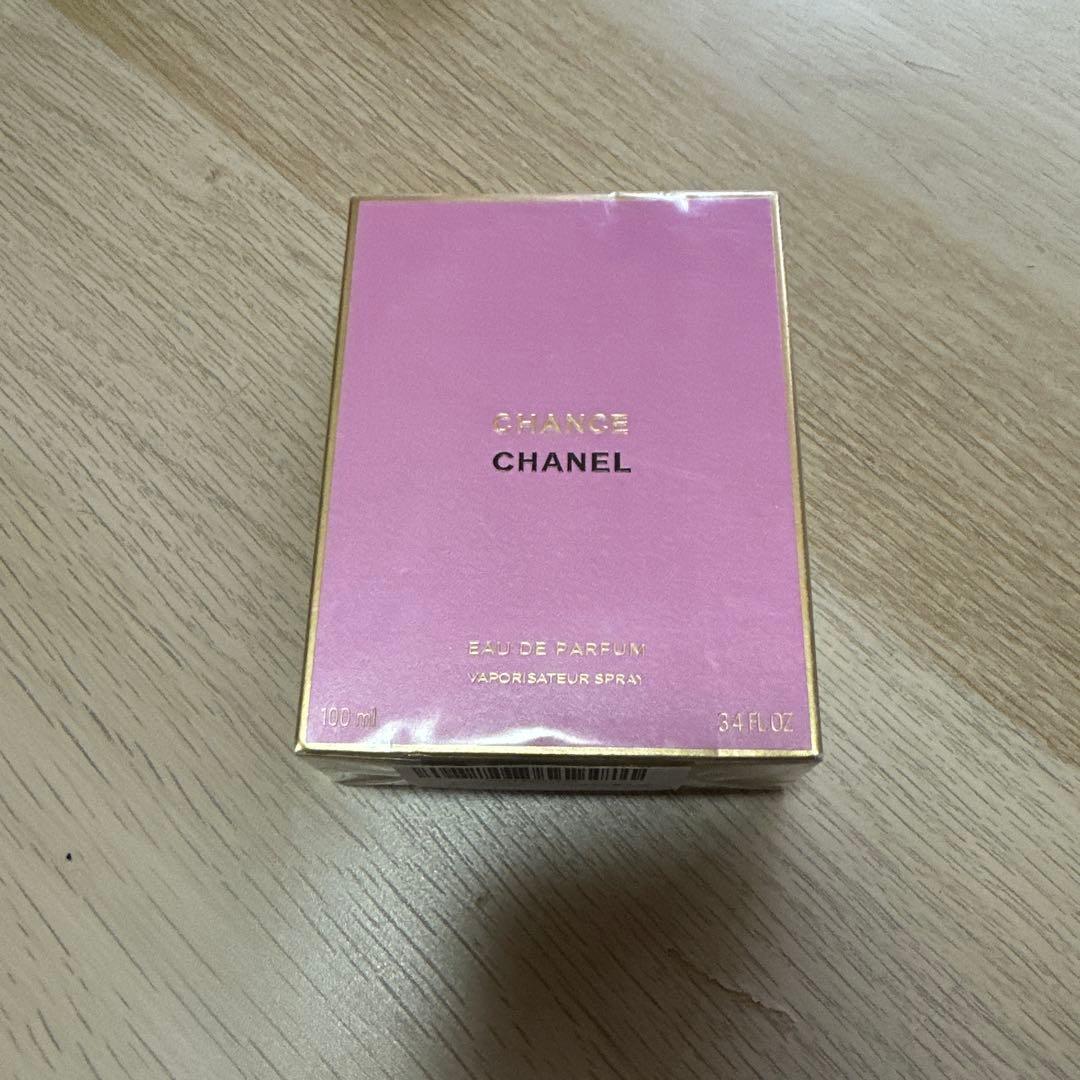 CHANCE
CHANEL
EAU DE PARFUM
VAPORISATEUR SPRAY
100 ml
3.4 FL. OZ